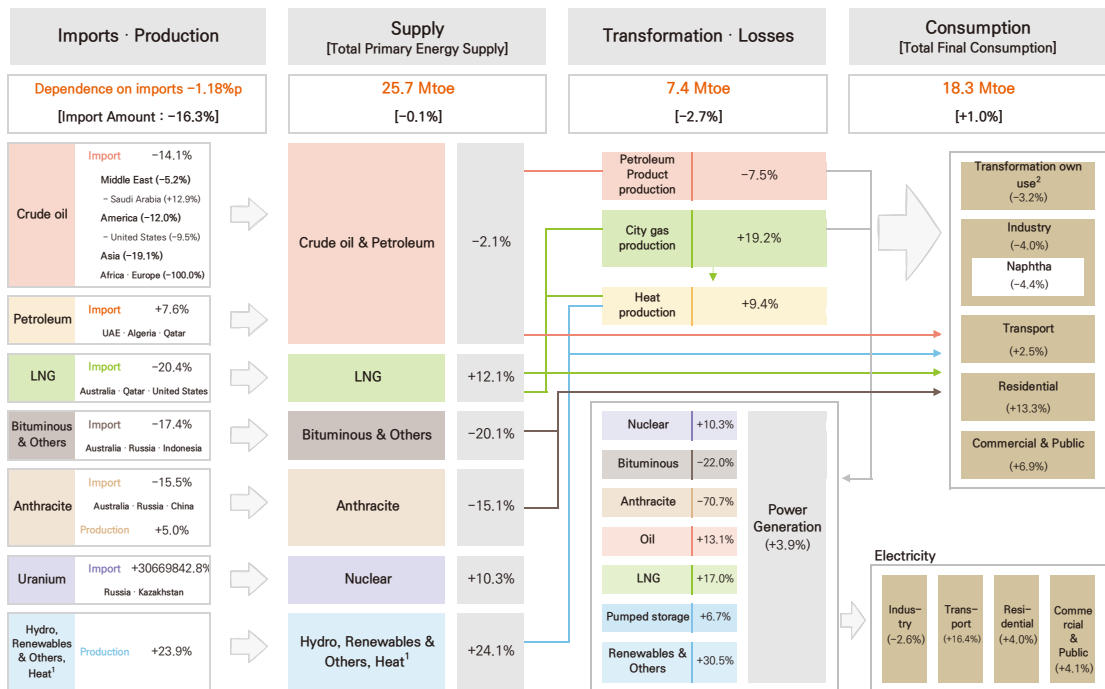 Imports · Production
Supply
[Total Primary Energy Supply]
Transformation · Losses
Consumption
[Total Final Consumption]
Dependence on imports −1.18%p
[Import Amount : −16.3%]
25.7 Mtoe
[−0.1%]
7.4 Mtoe
[−2.7%]
18.3 Mtoe
[+1.0%]
Crude oil
Import −14.1%
Middle East (−5.2%)
− Saudi Arabia (+12.9%)
America (−12.0%)
− United States (−9.5%)
Asia (−19.1%)
Africa · Europe (−100.0%)
Petroleum
Import +7.6%
UAE · Algeria · Qatar
LNG
Import −20.4%
Australia · Qatar · United States
Bituminous
& Others
Import −17.4%
Australia · Russia · Indonesia
Anthracite
Import −15.5%
Australia · Russia · China
Production +5.0%
Uranium
Import +30669842.8%
Russia · Kazakhstan
Hydro,
Renewables
& Others,
Heat1
Production +23.9%
Crude oil & Petroleum
−2.1%
LNG
+12.1%
Bituminous & Others
−20.1%
Anthracite
−15.1%
Nuclear
+10.3%
Hydro, Renewables &
Others, Heat1
+24.1%
Petroleum
Product
production
−7.5%
City gas
production
+19.2%
Heat
production
+9.4%
Nuclear +10.3%
Bituminous −22.0%
Anthracite −70.7%
Oil +13.1%
LNG +17.0%
Pumped storage +6.7%
Renewables &
Others
+30.5%
Power
Generation
(+3.9%)
Transformation own
use2
(−3.2%)
Industry
(−4.0%)
Naphtha
(−4.4%)
Transport
(+2.5%)
Residential
(+13.3%)
Commercial & Public
(+6.9%)
Electricity
Indus−
try
(−2.6%)
Trans−
port
(+16.4%)
Resi−
dential
(+4.0%)
Comme
rcial
&
Public
(+4.1%)